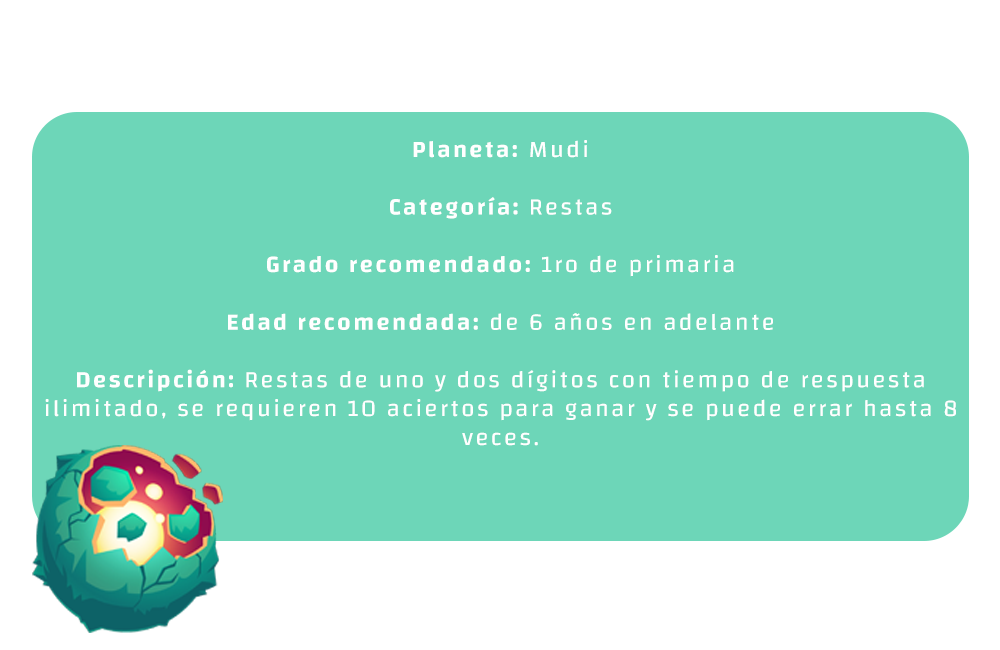 Planeta: Mudi
Categoría: Restas
Grado recomendado: 1ro de primaria
Edad recomendada: de 6 años en adelante
Descripción: Restas de uno y dos dígitos con tiempo de respuesta
ilimitado, se requieren 10 aciertos para ganar y se puede errar hasta 8
veces.